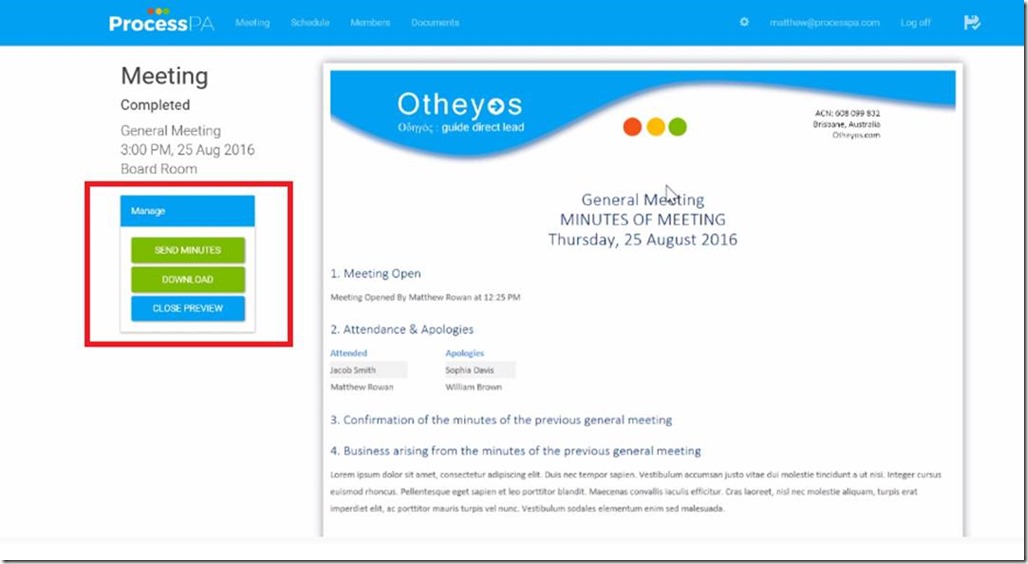 ProcessPA Meeting Schedule Members Documents matthew@processpa.com Log off
Meeting
Completed
General Meeting
3:00 PM, 25 Aug 2016
Board Room
Manage
SEND MINUTES
DOWNLOAD
CLOSE PREVIEW
Otheyos
Οδηγός : guide direct lead
ACN: 608 099 832
Brisbane, Australia
Otheyos.com
General Meeting
MINUTES OF MEETING
Thursday, 25 August 2016
1. Meeting Open
Meeting Opened By Matthew Rowan at 12:25 PM
2. Attendance & Apologies
Attended Apologies
Jacob Smith Sophia Davis
Matthew Rowan William Brown
3. Confirmation of the minutes of the previous general meeting
4. Business arising from the minutes of the previous general meeting
Lorem ipsum dolor sit amet, consectetur adipiscing elit. Duis nec tempor sapien. Vestibulum accumsan justo vitae dui molestie tincidunt a ut nisi. Integer cursus
euismod rhoncus. Pellentesque eget sapien et leo porttitor blandit. Maecenas convallis iaculis efficitur. Cras laoreet, nisl nec molestie aliquam, turpis erat
imperdiet elit, ac porttitor mauris turpis vel nunc. Vestibulum sodales elementum enim sed malesuada.